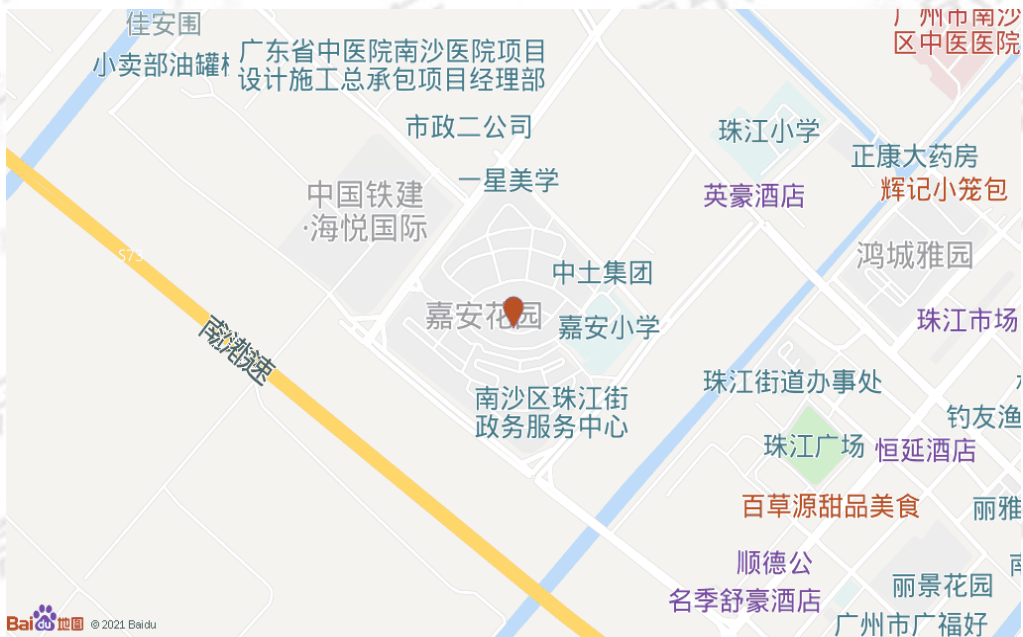 佳安围
小卖部油罐
广东省中医院南沙医院项目
设计施工总承包项目经理部
广州市南沙
区中医医院
市政二公司
珠江小学
正康大药房
一星美学
中国铁建
·海悦国际
英豪酒店
辉记小笼包
S73
中土集团
鸿城雅园
嘉安花园
嘉安小学
珠江市场
珠江街道办事处
南沙区珠江街
政务服务中心
钓友渔
珠江广场
恒延酒店
百草源甜品美食
丽雅
顺德公
名季舒豪酒店
丽景花园
广州市广福好
Bai du 地图 © 2021 Baidu